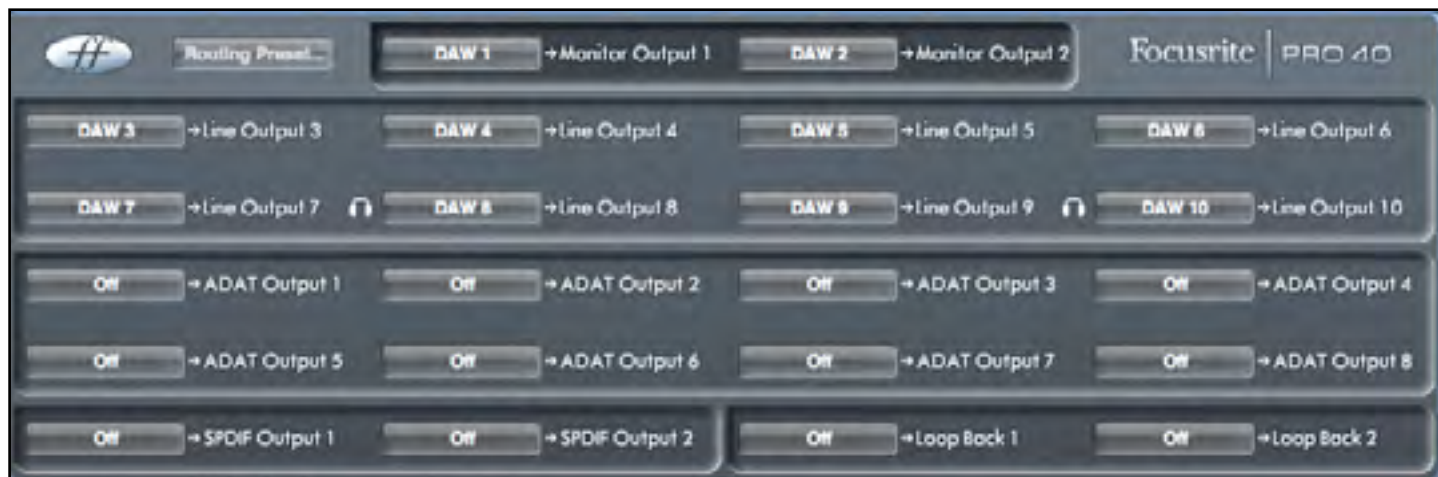 Routing Preset... DAW 1 →Monitor Output 1 DAW 2 →Monitor Output 2 Focusrite | PRO 40
DAW 3 →Line Output 3 DAW 4 →Line Output 4 DAW 5 →Line Output 5 DAW 6 →Line Output 6
DAW 7 →Line Output 7 DAW 8 →Line Output 8 DAW 9 →Line Output 9 DAW 10 →Line Output 10
Off →ADAT Output 1 Off →ADAT Output 2 Off →ADAT Output 3 Off →ADAT Output 4
Off →ADAT Output 5 Off →ADAT Output 6 Off →ADAT Output 7 Off →ADAT Output 8
Off →SPDIF Output 1 Off →SPDIF Output 2 Off →Loop Back 1 Off →Loop Back 2